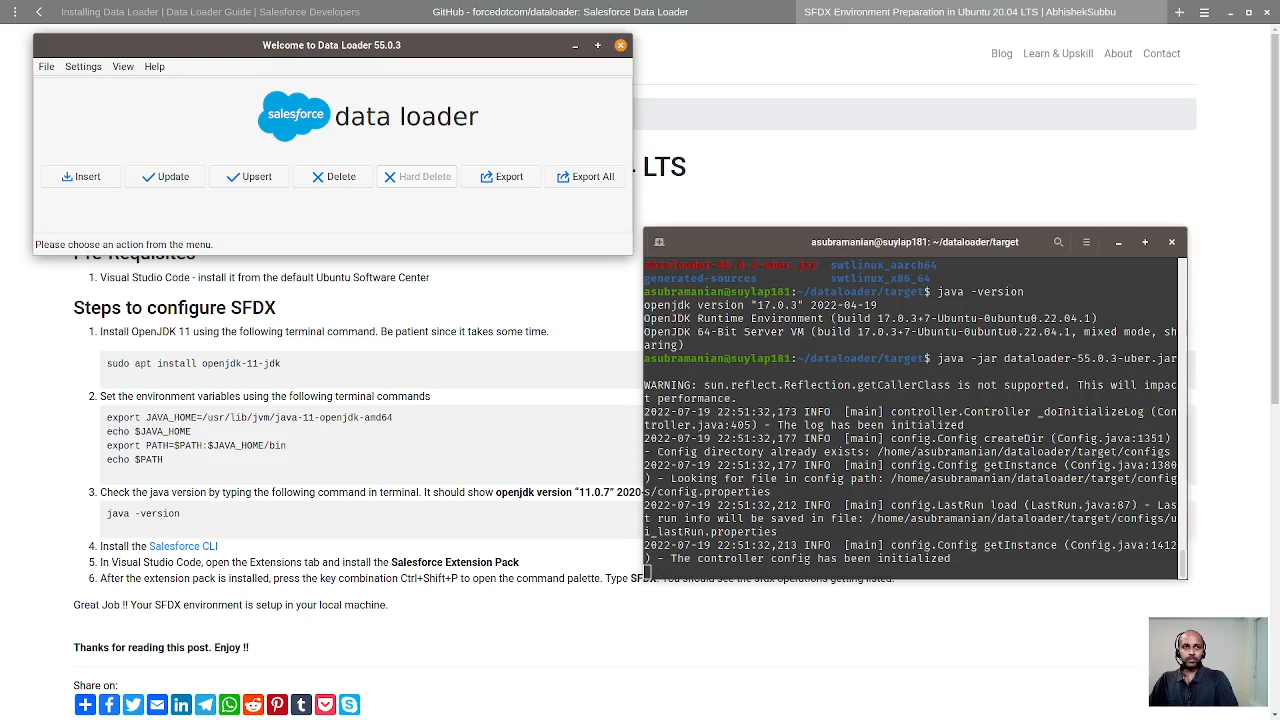 Installing Data Loader | Data Loader Guide | Salesforce Developers
GitHub - forcedotcom/dataloader: Salesforce Data Loader
SFDX Environment Preparation in Ubuntu 20.04 LTS | AbhishekSubbu
Welcome to Data Loader 55.0.3
File Settings View Help
salesforce data loader
Insert Update Upsert Delete Hard Delete Export Export All
Please choose an action from the menu.
Blog Learn & Upskill About Contact
LTS
Pre Requisites
1. Visual Studio Code - install it from the default Ubuntu Software Center
Steps to configure SFDX
1. Install OpenJDK 11 using the following terminal command. Be patient since it takes some time.
sudo apt install openjdk-11-jdk
2. Set the environment variables using the following terminal commands
export JAVA_HOME=/usr/lib/jvm/java-11-openjdk-amd64
echo $JAVA_HOME
export PATH=$PATH:$JAVA_HOME/bin
echo $PATH
3. Check the java version by typing the following command in terminal. It should show openjdk version “11.0.7” 2020-
java -version
4. Install the Salesforce CLI
5. In Visual Studio Code, open the Extensions tab and install the Salesforce Extension Pack
6. After the extension pack is installed, press the key combination Ctrl+Shift+P to open the command palette. Type SFDX. You should see the sfdx operations getting listed.
Great Job !! Your SFDX environment is setup in your local machine.
Thanks for reading this post. Enjoy !!
Share on:
asubramanian@suylap181: ~/dataloader/target
dataloader-55.0.3-uber.jar swtlinux_aarch64
generated-sources swtlinux_x86_64
asubramanian@suylap181:~/dataloader/target$ java -version
openjdk version "17.0.3" 2022-04-19
OpenJDK Runtime Environment (build 17.0.3+7-Ubuntu-0ubuntu0.22.04.1)
OpenJDK 64-Bit Server VM (build 17.0.3+7-Ubuntu-0ubuntu0.22.04.1, mixed mode, sh
aring)
asubramanian@suylap181:~/dataloader/target$ java -jar dataloader-55.0.3-uber.jar
WARNING: sun.reflect.Reflection.getCallerClass is not supported. This will impac
t performance.
2022-07-19 22:51:32,173 INFO [main] controller.Controller _doInitializeLog (Con
troller.java:405) - The log has been initialized
2022-07-19 22:51:32,177 INFO [main] config.Config createDir (Config.java:1351)
- Config directory already exists: /home/asubramanian/dataloader/target/configs
2022-07-19 22:51:32,177 INFO [main] config.Config getInstance (Config.java:1380
) - Looking for file in config path: /home/asubramanian/dataloader/target/config
s/config.properties
2022-07-19 22:51:32,212 INFO [main] config.LastRun load (LastRun.java:87) - Las
t run info will be saved in file: /home/asubramanian/dataloader/target/configs/u
i_lastRun.properties
2022-07-19 22:51:32,213 INFO [main] config.Config getInstance (Config.java:1412
) - The controller config has been initialized